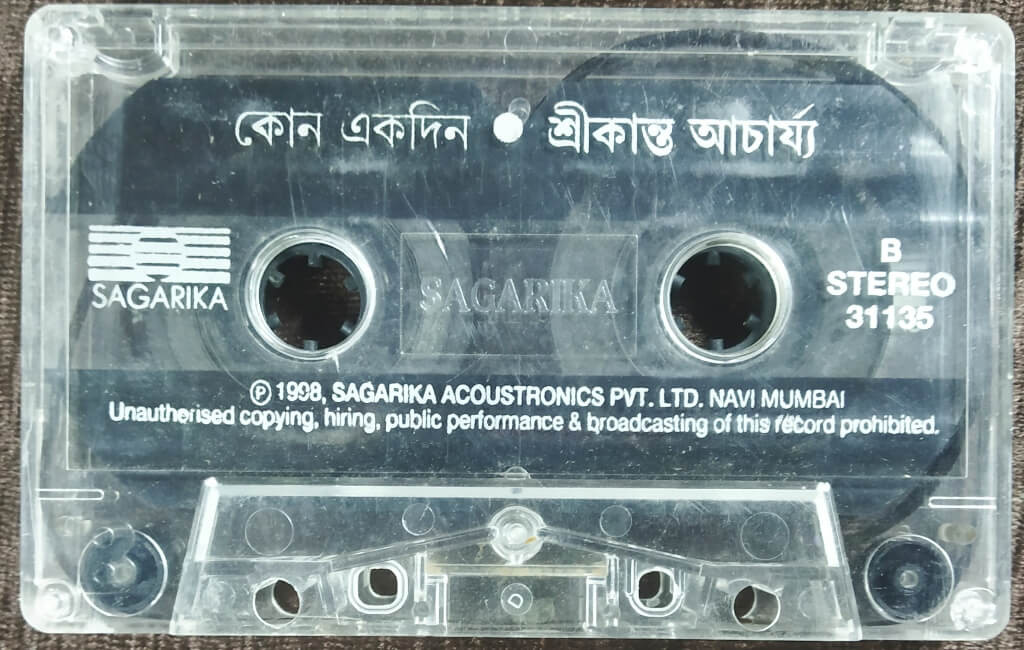 কোন একদিন ● শ্রীকান্ত আচার্য্য
SAGARIKA
SAGARIKA
B
STEREO
31135
℗ 1998, SAGARIKA ACOUSTRONICS PVT. LTD. NAVI MUMBAI
Unauthorised copying, hiring, public performance & broadcasting of this record prohibited.